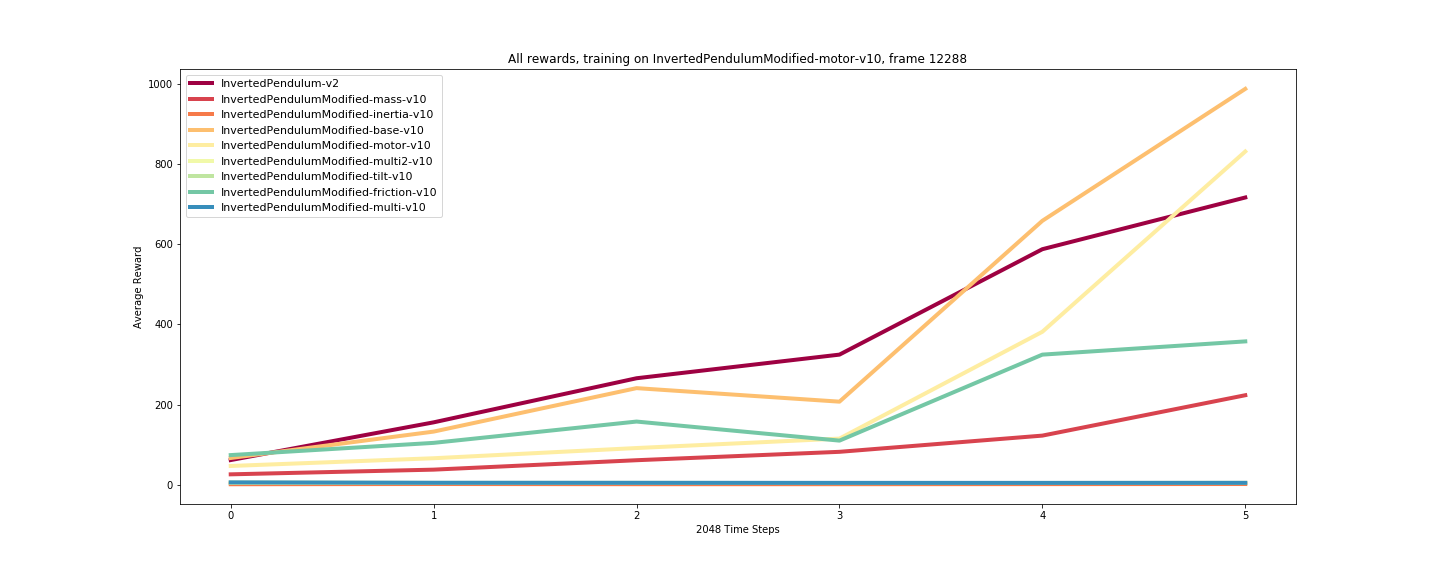 All rewards, training on InvertedPendulumModified-motor-v10, frame 12288
InvertedPendulum-v2
InvertedPendulumModified-mass-v10
InvertedPendulumModified-inertia-v10
InvertedPendulumModified-base-v10
InvertedPendulumModified-motor-v10
InvertedPendulumModified-multi2-v10
InvertedPendulumModified-tilt-v10
InvertedPendulumModified-friction-v10
InvertedPendulumModified-multi-v10
Average Reward
1000
800
600
400
200
0
0 1 2 3 4 5
2048 Time Steps